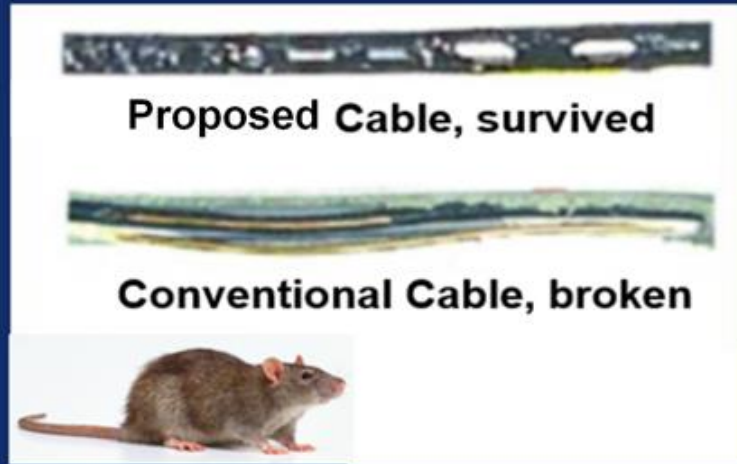 Proposed Cable, survived
Conventional Cable, broken